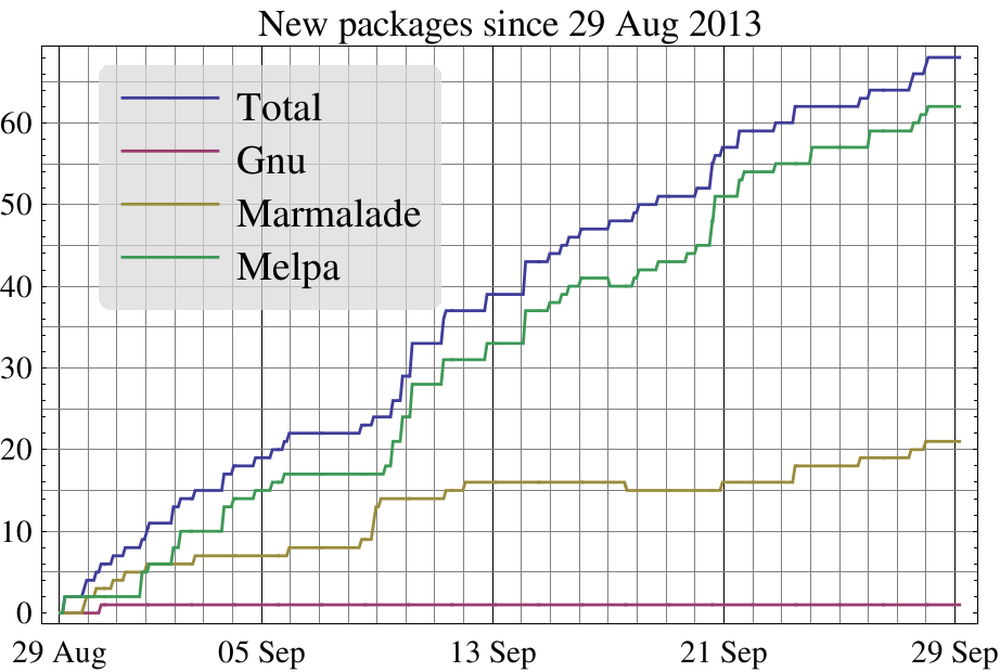 New packages since 29 Aug 2013
Total
Gnu
Marmalade
Melpa
60
50
40
30
20
10
0
29 Aug 05 Sep 13 Sep 21 Sep 29 Sep